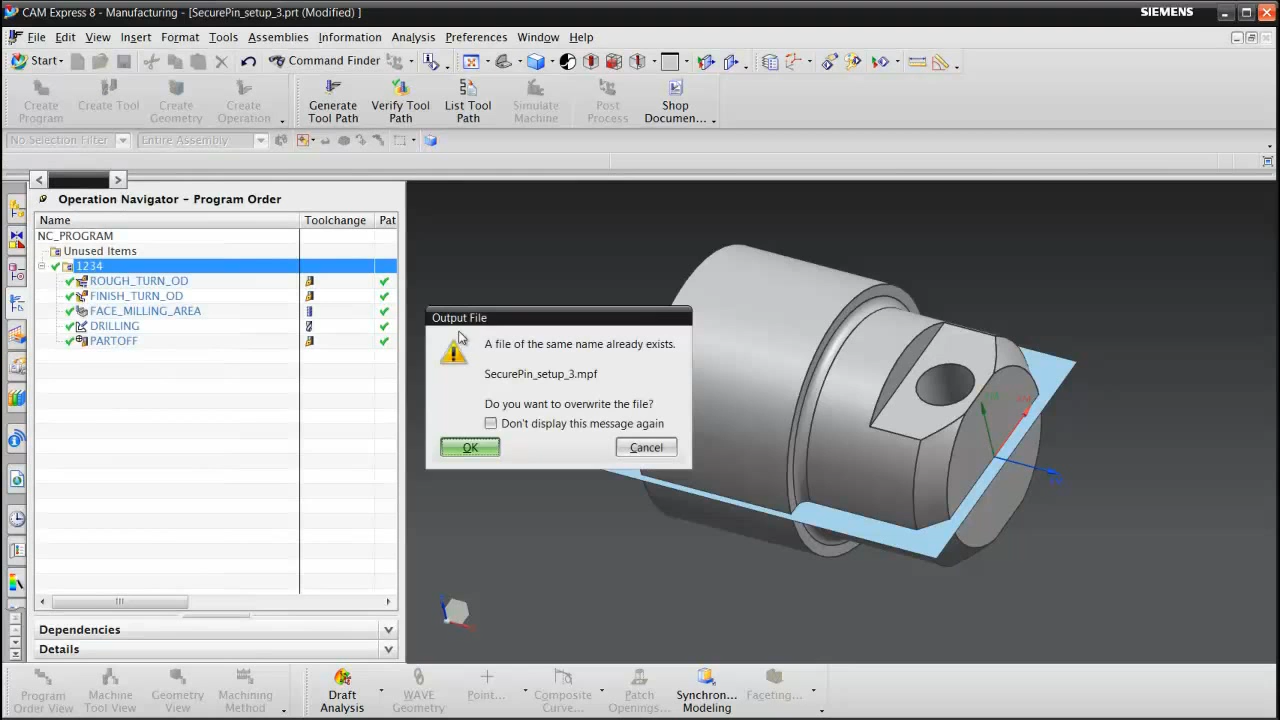 CAM Express 8 - Manufacturing - [SecurePin_setup_3.prt (Modified) ]
SIEMENS
File Edit View Insert Format Tools Assemblies Information Analysis Preferences Window Help
Start Command Finder
Create Program
Create Tool
Create Geometry
Create Operation
Generate Tool Path
Verify Tool Path
List Tool Path
Simulate Machine
Post Process
Shop Documen...
No Selection Filter
Entire Assembly
Operation Navigator - Program Order
Name Toolchange Pat
NC_PROGRAM
Unused Items
1234
ROUGH_TURN_OD
FINISH_TURN_OD
FACE_MILLING_AREA
DRILLING
PARTOFF
Output File
A file of the same name already exists.
SecurePin_setup_3.mpf
Do you want to overwrite the file?
Don't display this message again
OK Cancel
Dependencies
Details
Program Order View
Machine Tool View
Geometry View
Machining Method
Draft Analysis
WAVE Geometry
Point...
Composite Curve...
Patch Openings...
Synchron... Modeling
Faceting...